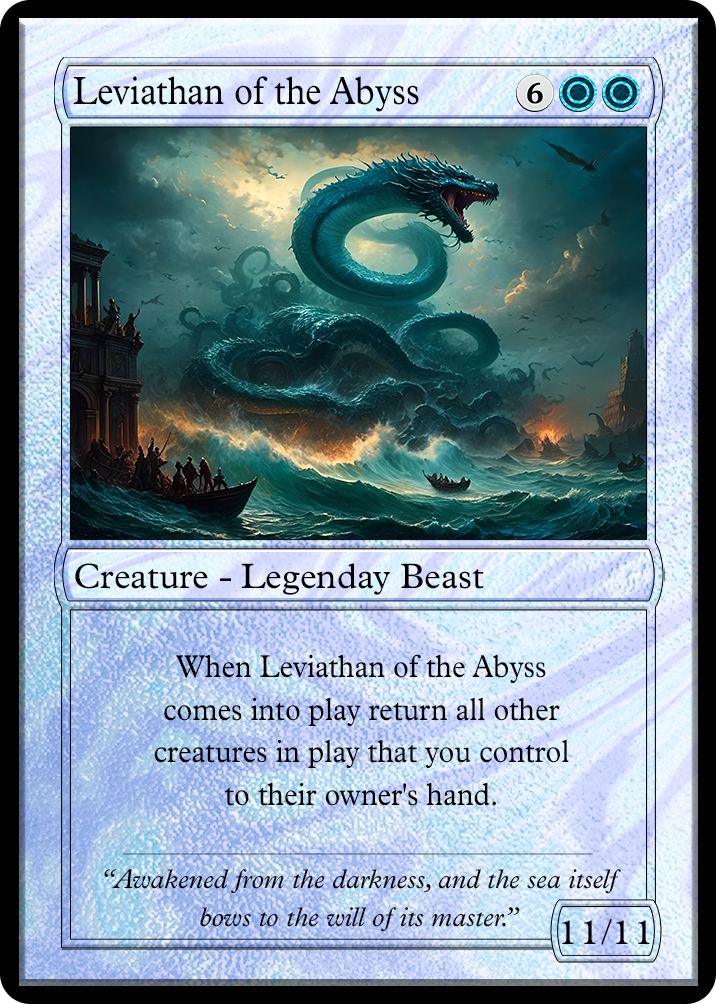 Leviathan of the Abyss 6
Creature - Legenday Beast
When Leviathan of the Abyss
comes into play return all other
creatures in play that you control
to their owner's hand.
“Awakened from the darkness, and the sea itself
bows to the will of its master.”
11/11